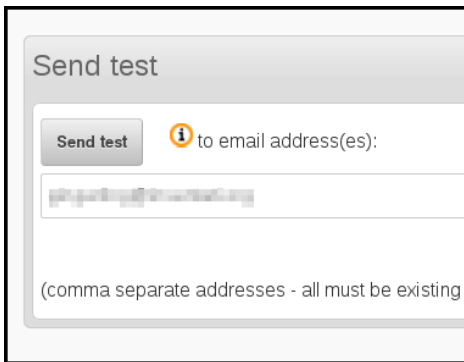 Send test
Send test to email address(es):
(comma separate addresses - all must be existing